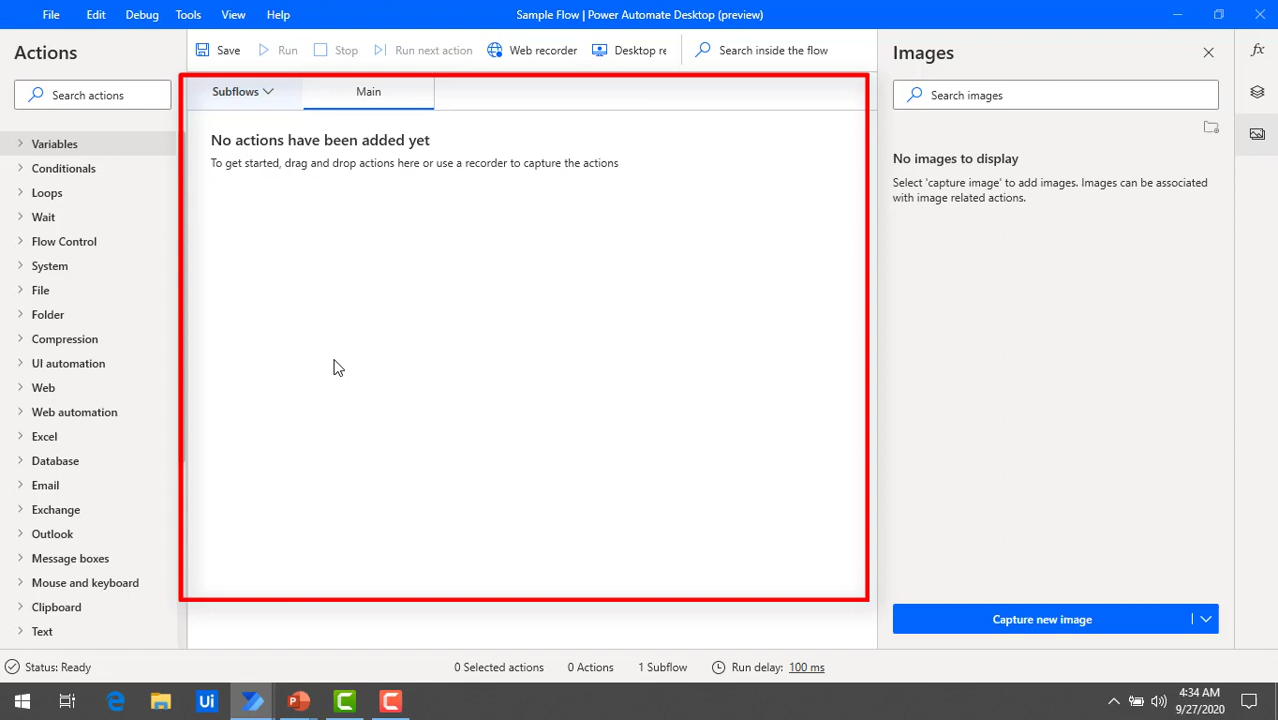 File Edit Debug Tools View Help
Sample Flow | Power Automate Desktop (preview)
Actions
Search actions
Variables
Conditionals
Loops
Wait
Flow Control
System
File
Folder
Compression
UI automation
Web
Web automation
Excel
Database
Email
Exchange
Outlook
Message boxes
Mouse and keyboard
Clipboard
Text
Save Run Stop Run next action Web recorder Desktop re Search inside the flow
Subflows Main
No actions have been added yet
To get started, drag and drop actions here or use a recorder to capture the actions
Images
Search images
No images to display
Select 'capture image' to add images. Images can be associated
with image related actions.
Capture new image
fx
Status: Ready 0 Selected actions 0 Actions 1 Subflow Run delay: 100 ms
Ui
4:34 AM
9/27/2020